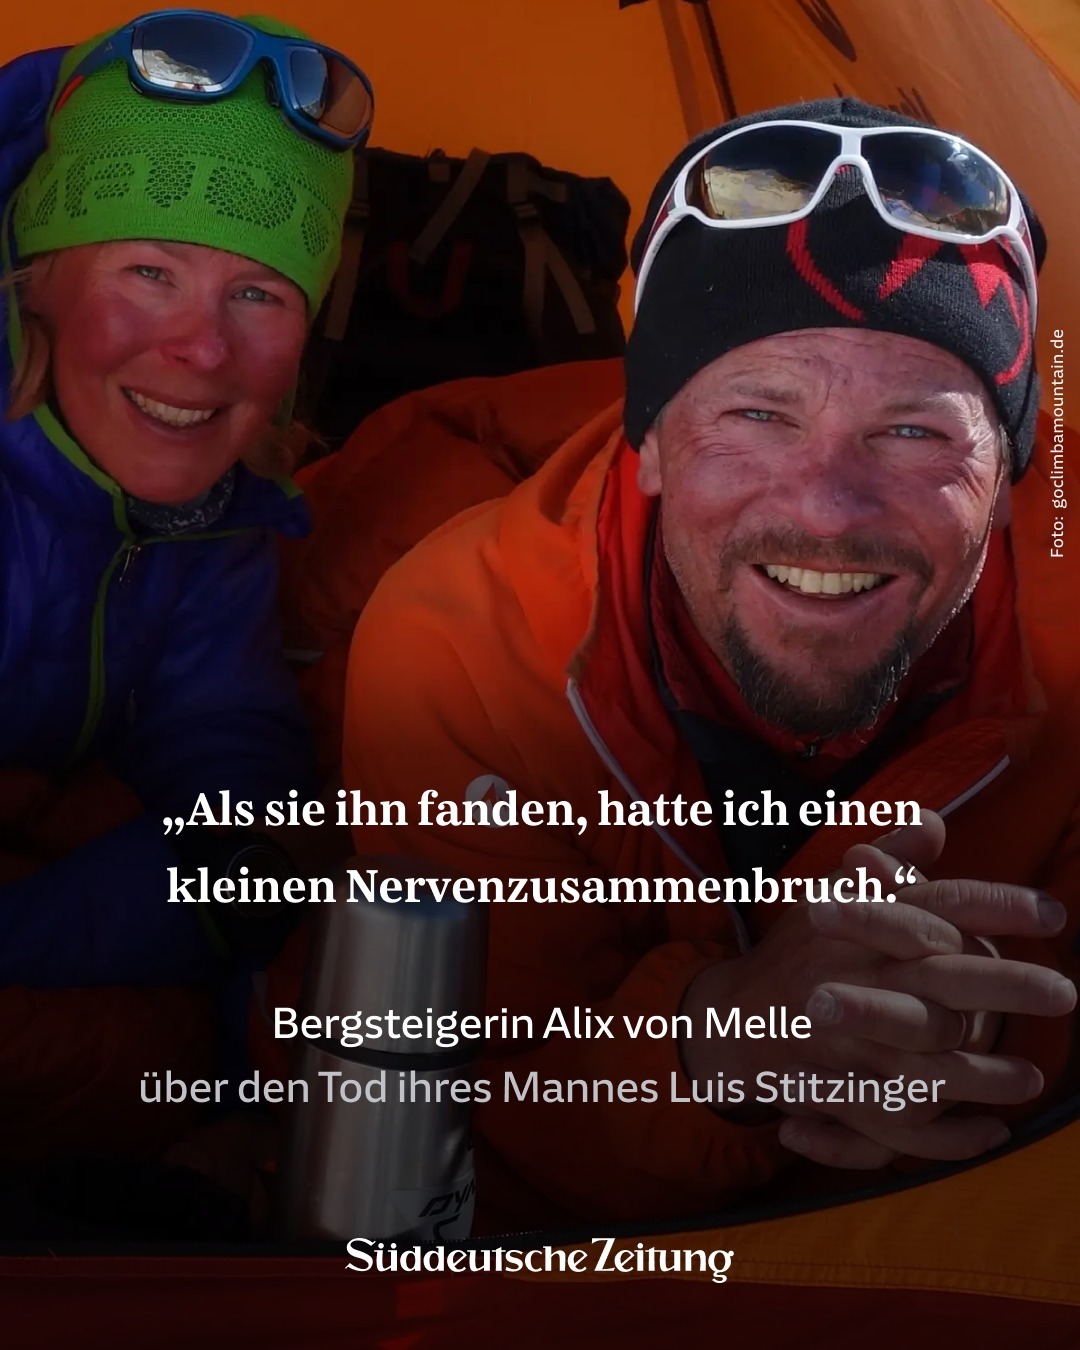 Foto: goclimbamountain.de
„Als sie ihn fanden, hatte ich einen
kleinen Nervenzusammenbruch.“
Bergsteigerin Alix von Melle
über den Tod ihres Mannes Luis Stitzinger
Süddeutsche Zeitung